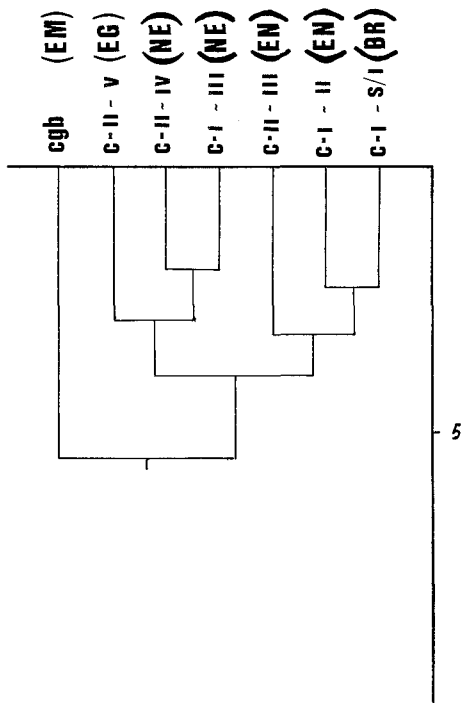 cgb (EM)
C-II ~ V (EG)
C-II ~ IV (NE)
C-I ~ III (NE)
C-II ~ III (EN)
C-I ~ II (EN)
C-I ~ S/I (BR)
5